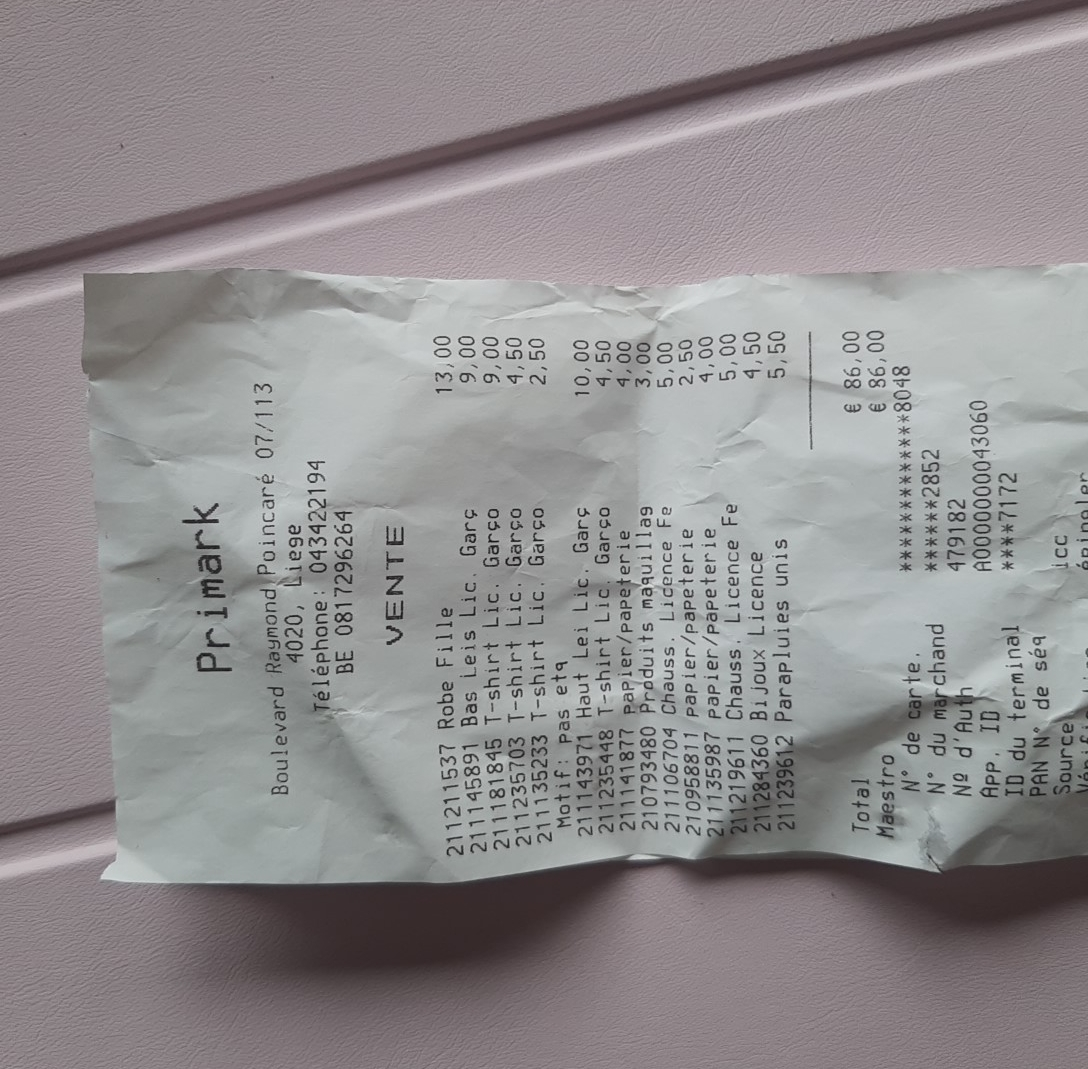 Primark
Boulevard Raymond Poincaré 07/113
4020, Liege
Téléphone: 043422194
BE 0817296264
VENTE
211211537 Robe Fille 13,00
211145891 Bas Leis Lic. Garç 9,00
211181845 T-shirt Lic. Garço 9,00
211235703 T-shirt Lic. Garço 4,50
211135233 T-shirt Lic. Garço 2,50
Motif: pas etq
211143971 Haut Lei Lic. Garç 10,00
211235448 T-shirt Lic. Garço 4,50
211141877 papier/papeterie 4,00
210793480 Produits maquillag 3,00
211106704 Chauss. Licence Fe 5,00
210958811 papier/papeterie 2,50
211135987 papier/papeterie 4,00
211219611 Chauss. Licence Fe 5,00
211284360 Bijoux Licence 4,50
211239612 Parapluies unis 5,50
Total € 86,00
Maestro € 86,00
N° de carte. ***************8048
N° du marchand ******2852
Nº d'Auth 479182
App. ID A0000000043060
ID du terminal ****7172
PAN N° de séq
Source icc